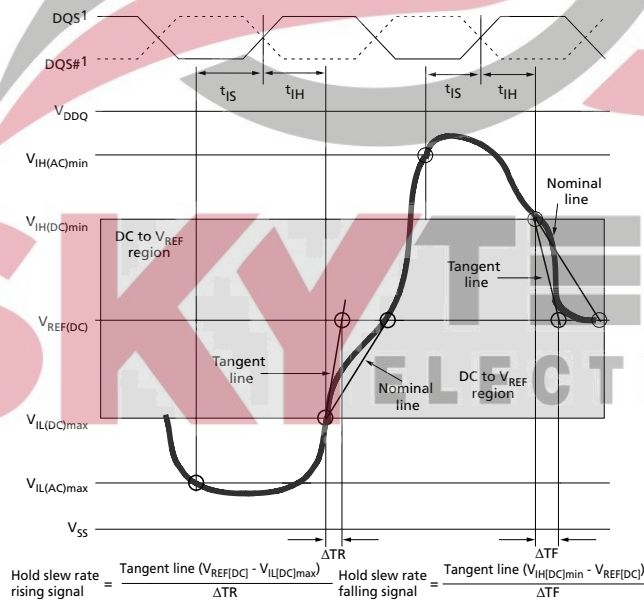 DQS¹
DQS#¹
tIS tIH tIS tIH
VDDQ
VIH(AC)min
Nominal line
VIH(DC)min
DC to VREF region
Tangent line
VREF(DC)
Tangent line
Nominal line
DC to VREF region
VIL(DC)max
VIL(AC)max
VSS
ΔTR ΔTF
Hold slew rate rising signal = Tangent line (VREF[DC] - VIL[DC]max) / ΔTR
Hold slew rate falling signal = Tangent line (VIH[DC]min - VREF[DC]) / ΔTF
SKYTE
ELECT